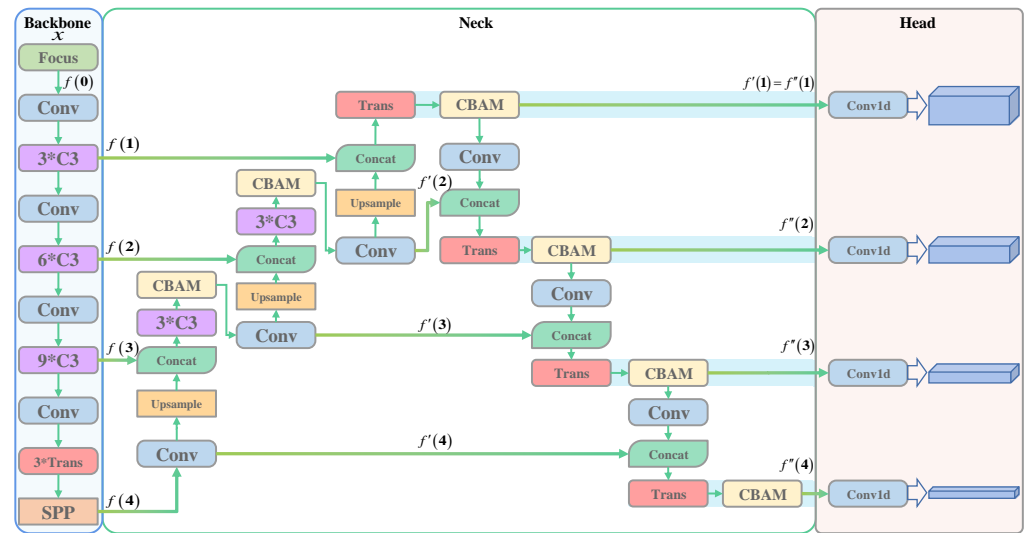 Backbone
x
Focus
f(0)
Conv
3*C3
f(1)
Conv
6*C3
f(2)
Conv
9*C3
f(3)
Conv
3*Trans
SPP
f(4)
Neck
Trans
CBAM
f'(1)=f''(1)
Concat
Conv
CBAM
Upsample
f'(2)
Concat
3*C3
Conv
Trans
CBAM
f''(2)
Concat
CBAM
Upsample
Conv
3*C3
Conv
f'(3)
Concat
Concat
Trans
CBAM
f''(3)
Upsample
Conv
Conv
f'(4)
Concat
Trans
CBAM
f''(4)
Head
Conv1d
Conv1d
Conv1d
Conv1d